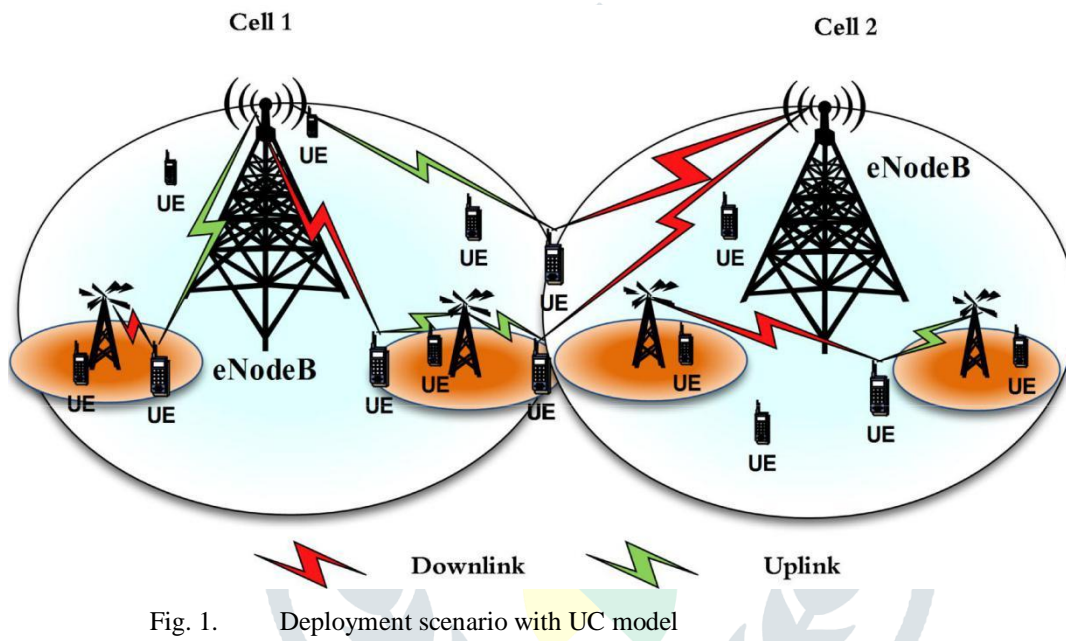 Cell 1
Cell 2
UE
eNodeB
UE
UE
UE
UE
eNodeB
UE
UE
UE
UE
UE
UE
UE
UE
UE
UE
Downlink
Uplink
Fig. 1. Deployment scenario with UC model